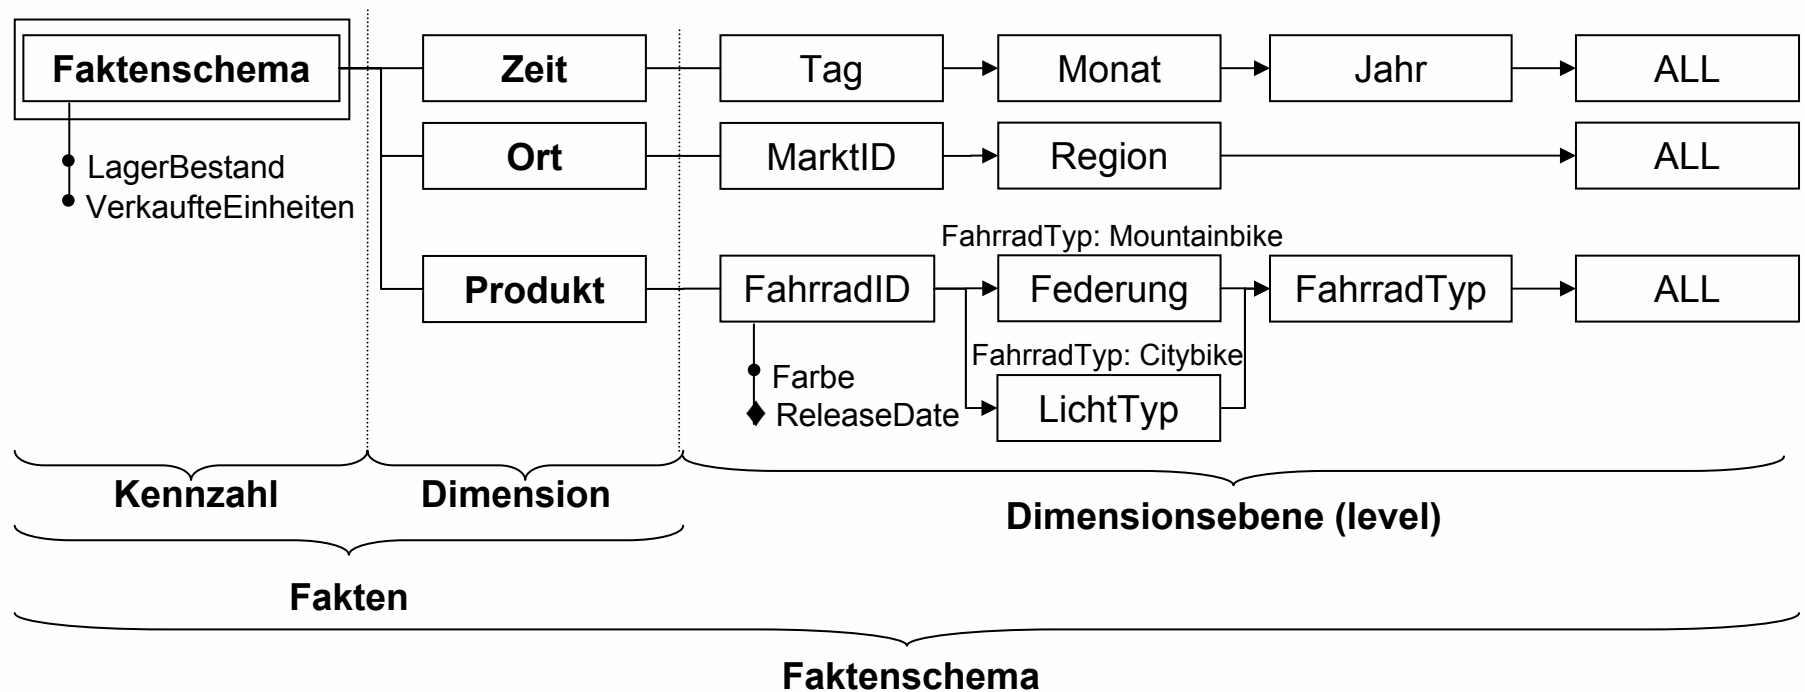 Faktenschema
Zeit
Tag
Monat
Jahr
ALL
Ort
MarktID
Region
ALL
LagerBestand
VerkaufteEinheiten
FahrradTyp: Mountainbike
Produkt
FahrradID
Federung
FahrradTyp
ALL
FahrradTyp: Citybike
Farbe
ReleaseDate
LichtTyp
Kennzahl
Dimension
Dimensionsebene (level)
Fakten
Faktenschema